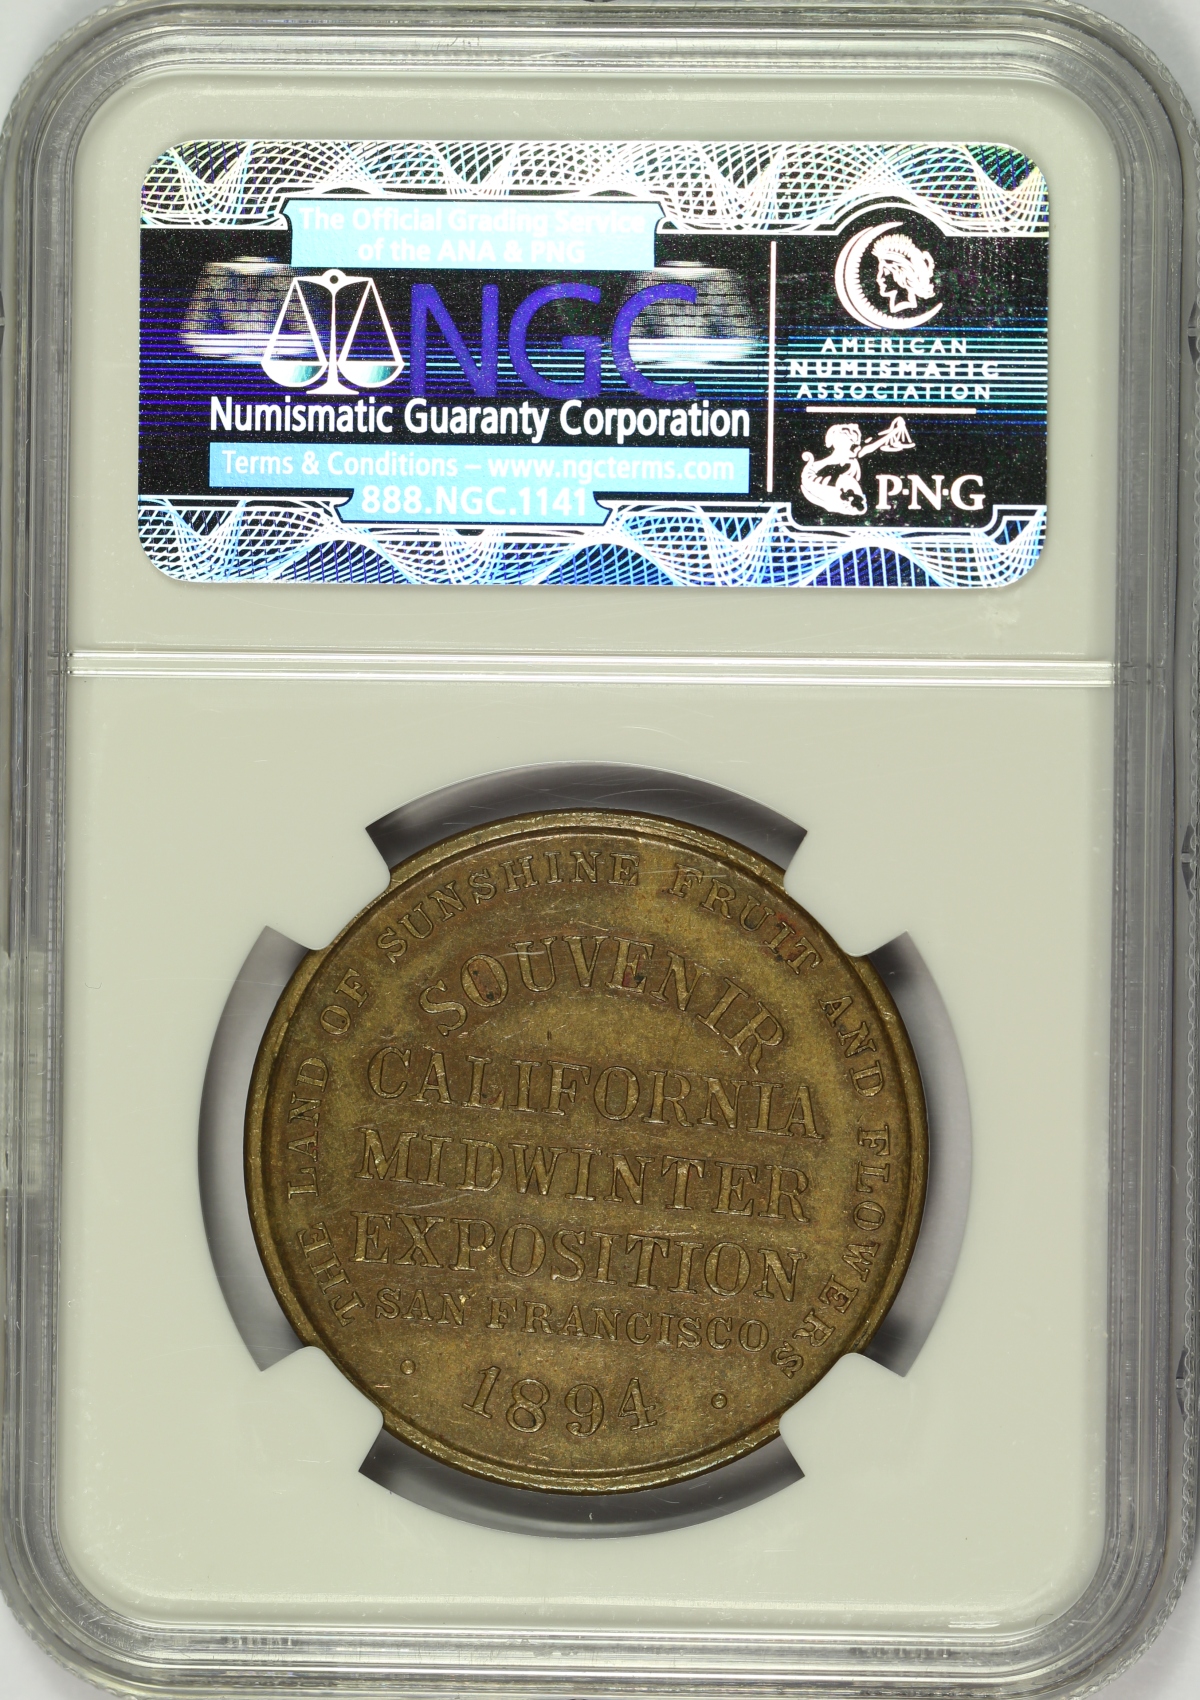 The Official Grading Service
of the ANA & PNG
NGC
Numismatic Guaranty Corporation
Terms & Conditions – www.ngcterms.com
888.NGC.1141
AMERICAN
NUMISMATIC
ASSOCIATION
P·N·G
THE LAND OF SUNSHINE FRUIT AND FLOWERS
SOUVENIR
CALIFORNIA
MIDWINTER
EXPOSITION
SAN FRANCISCO
· 1894 ·